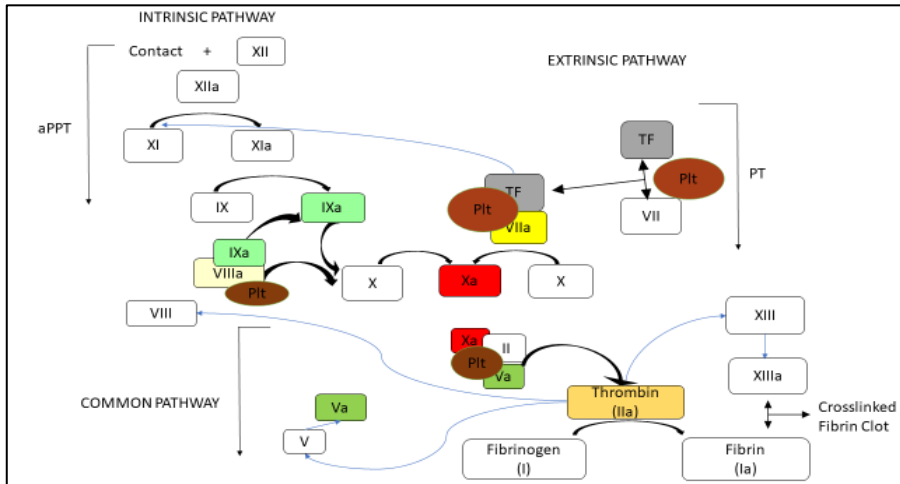 INTRINSIC PATHWAY
Contact + XII
XIIa
aPPT
XI
XIa
EXTRINSIC PATHWAY
TF
Plt
VII
PT
TF
Plt
VIIa
IX
IXa
IXa
VIIIa
Plt
X
Xa
X
VIII
Xa
II
Plt
Va
XIII
XIIIa
COMMON PATHWAY
Va
V
Thrombin
(IIa)
Crosslinked
Fibrin Clot
Fibrinogen
(I)
Fibrin
(Ia)